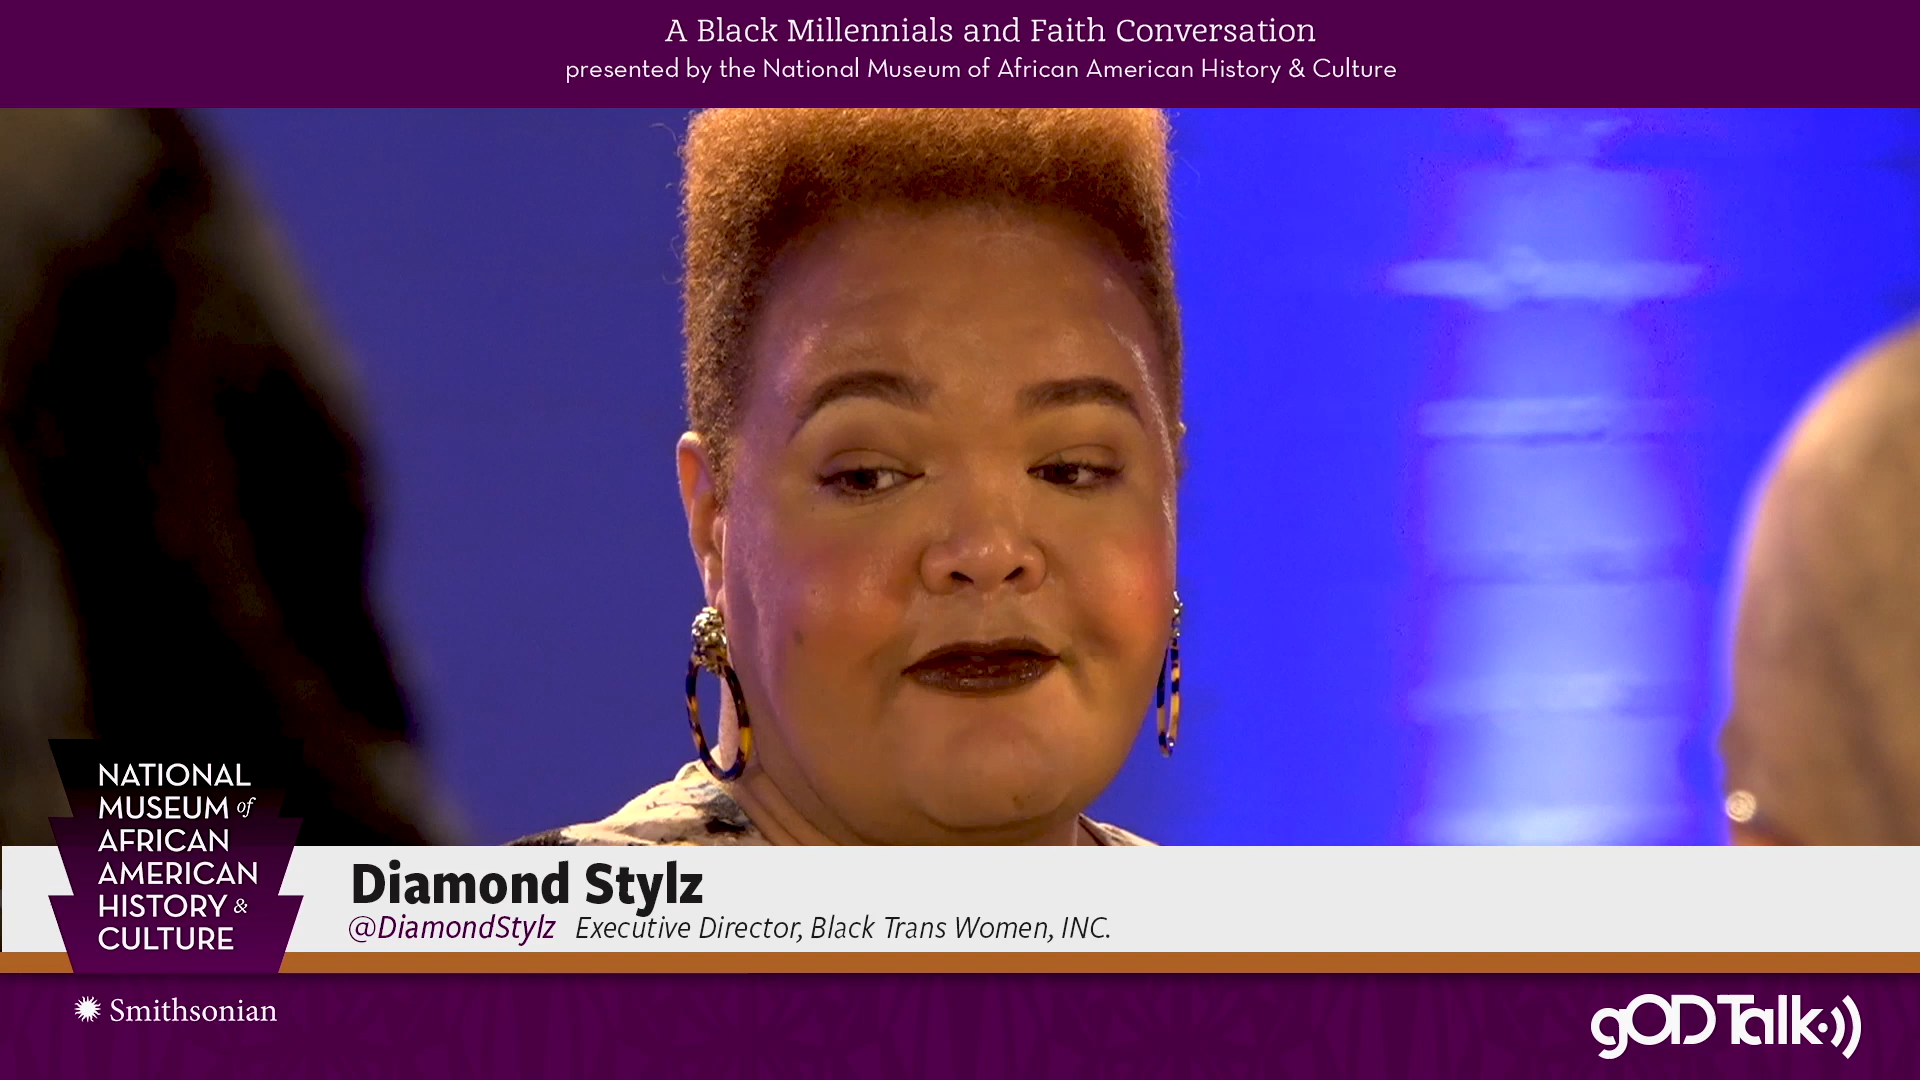 A Black Millennials and Faith Conversation
presented by the National Museum of African American History & Culture
NATIONAL
MUSEUM of
AFRICAN
AMERICAN
HISTORY &
CULTURE
Diamond Stylz
@DiamondStylz Executive Director, Black Trans Women, INC.
Smithsonian
gODTalk